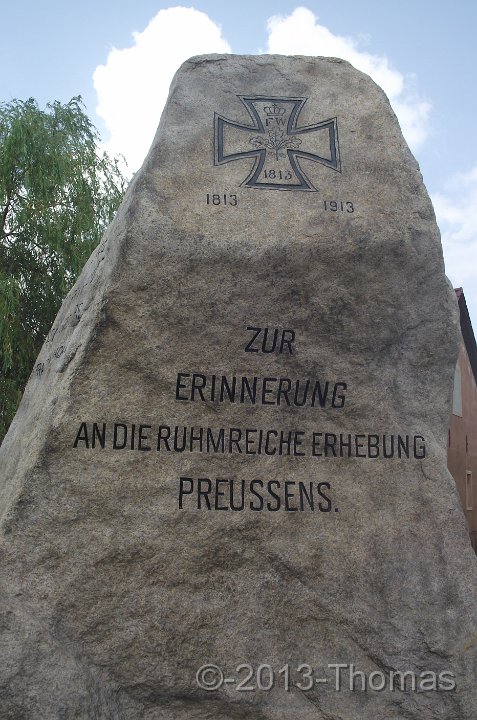 FW
1813
1813 1913
ZUR
ERINNERUNG
AN DIE RUHMREICHE ERHEBUNG
PREUSSENS.
©-2013-Thomas